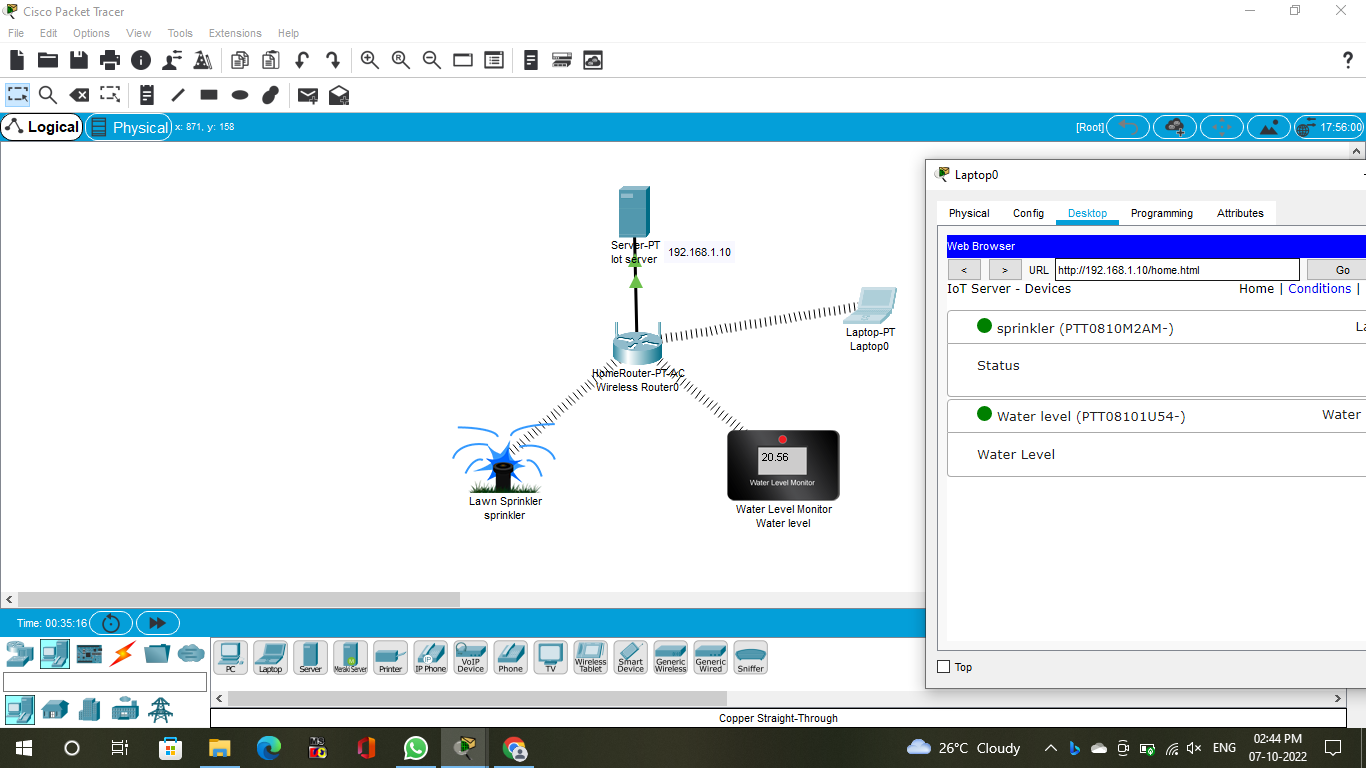 Cisco Packet Tracer
File Edit Options View Tools Extensions Help
?
Logical Physical x: 871, y: 158 [Root] 17:56:00
Server-PT
Iot server
192.168.1.10
Laptop-PT
Laptop0
HomeRouter-PT-AC
Wireless Router0
20.56
Water Level Monitor
Lawn Sprinkler
sprinkler
Water Level Monitor
Water level
Laptop0
Physical Config Desktop Programming Attributes
Web Browser
< > URL http://192.168.1.10/home.html Go
IoT Server - Devices Home | Conditions |
sprinkler (PTT0810M2AM-)
Status
Water level (PTT08101U54-) Water
Water Level
Top
Time: 00:35:16
PC Laptop Server Meraki Server Printer IP Phone VoIP Device Phone TV Wireless Tablet Smart Device Generic Wireless Generic Wired Sniffer
Copper Straight-Through
26°C Cloudy ENG 02:44 PM
07-10-2022